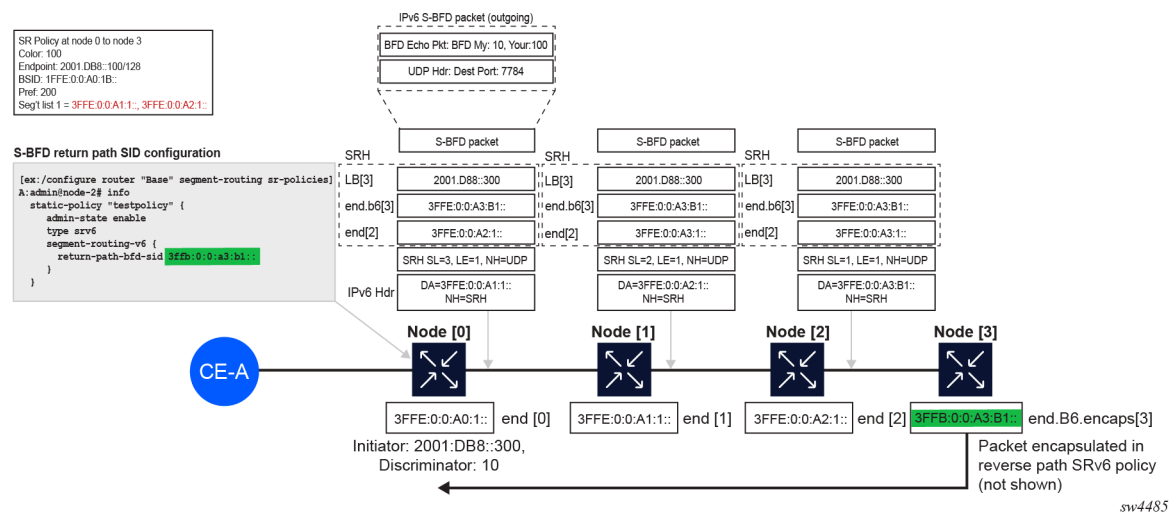 IPv6 S-BFD packet (outgoing)
BFD Echo Pkt: BFD My: 10, Your:100
UDP Hdr: Dest Port: 7784
SR Policy at node 0 to node 3
Color: 100
Endpoint: 2001.DB8::100/128
BSID: 1FFE:0:0:A0:1B::
Pref: 200
Seg't list 1 = 3FFE:0:0:A1:1::, 3FFE:0:0:A2:1::
S-BFD return path SID configuration
[ex:/configure router "Base" segment-routing sr-policies]
A:admin@node-2# info
static-policy "testpolicy" {
admin-state enable
type srv6
segment-routing-v6 {
return-path-bfd-sid 3ffb:0:0:a3:b1::
}
}
S-BFD packet
SRH
LB[3]
2001.D88::300
end.b6[3]
3FFE:0:0:A3:B1::
end[2]
3FFE:0:0:A2:1::
SRH SL=3, LE=1, NH=UDP
IPv6 Hdr
DA=3FFE:0:0:A1:1::
NH=SRH
S-BFD packet
SRH
LB[3]
2001.D88::300
end.b6[3]
3FFE:0:0:A3:B1::
end[2]
3FFE:0:0:A3:1::
SRH SL=2, LE=1, NH=UDP
DA=3FFE:0:0:A2:1::
NH=SRH
S-BFD packet
SRH
LB[3]
2001.D88::300
end.b6[3]
3FFE:0:0:A3:B1::
end[2]
3FFE:0:0:A3:1::
SRH SL=1, LE=1, NH=UDP
DA=3FFE:0:0:A3:B1::
NH=SRH
CE-A
Node [0]
Node [1]
Node [2]
Node [3]
3FFE:0:0:A0:1:: end [0]
3FFE:0:0:A1:1:: end [1]
3FFE:0:0:A2:1:: end [2]
3FFB:0:0:A3:B1:: end.B6.encaps[3]
Initiator: 2001:DB8::300,
Discriminator: 10
Packet encapsulated in
reverse path SRv6 policy
(not shown)
sw4485